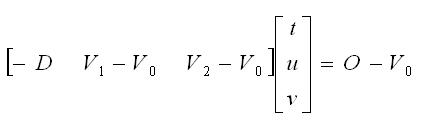 [− D  V₁ − V₀  V₂ − V₀] [t u v] = O − V₀